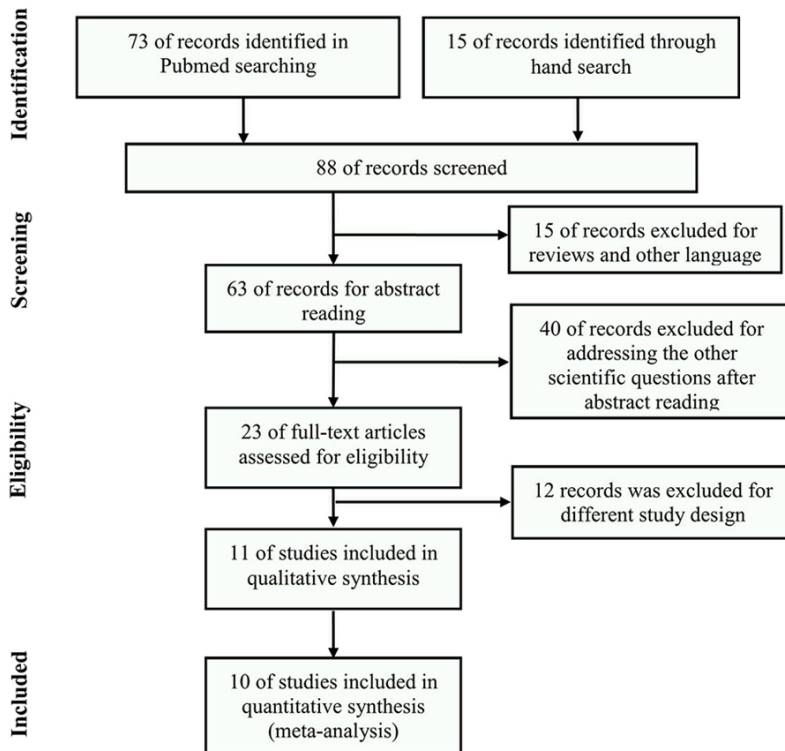 Identification
73 of records identified in
Pubmed searching
15 of records identified through
hand search
88 of records screened
Screening
15 of records excluded for
reviews and other language
63 of records for abstract
reading
40 of records excluded for
addressing the other
scientific questions after
abstract reading
Eligibility
23 of full-text articles
assessed for eligibility
12 records was excluded for
different study design
11 of studies included in
qualitative synthesis
Included
10 of studies included in
quantitative synthesis
(meta-analysis)